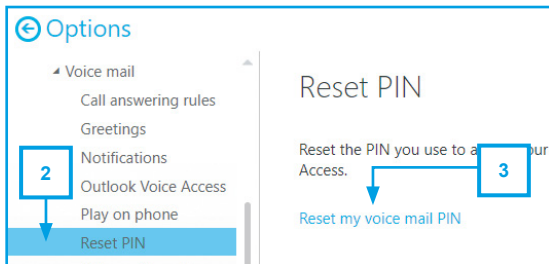 Options
Voice mail
Call answering rules
Greetings
Notifications
Outlook Voice Access
Play on phone
Reset PIN
2
Reset PIN
Reset the PIN you use to
Access.
3
Reset my voice mail PIN